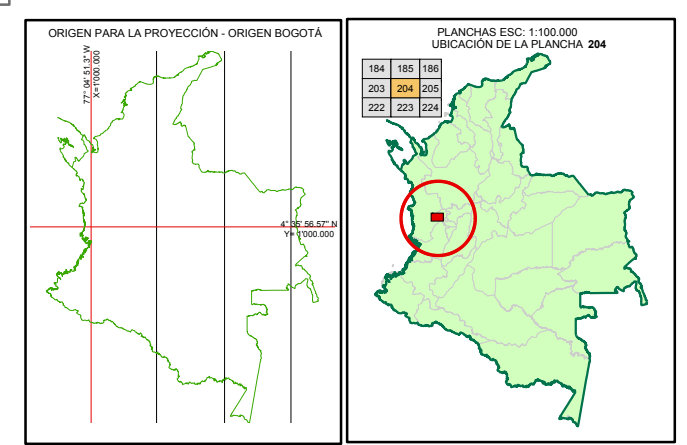 ORIGEN PARA LA PROYECCIÓN - ORIGEN BOGOTÁ
77° 04' 51.3" W
X=1'000.000
4° 35' 56.57" N
Y= 1'000.000
PLANCHAS ESC: 1:100.000
UBICACIÓN DE LA PLANCHA 204
184 185 186
203 204 205
222 223 224